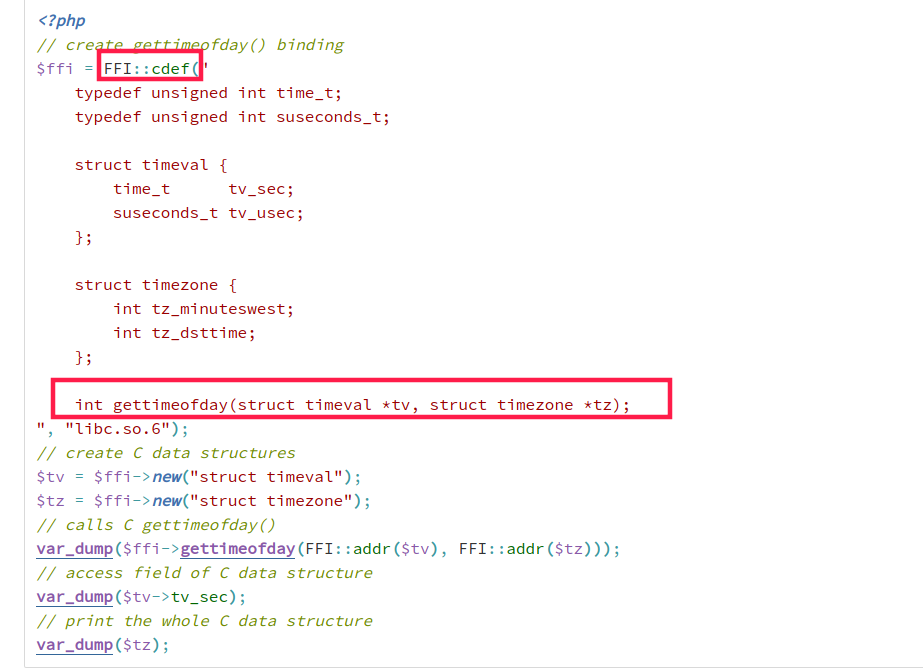 <?php
// create gettimeofday() binding
$ffi = FFI::cdef("
    typedef unsigned int time_t;
    typedef unsigned int suseconds_t;

    struct timeval {
        time_t      tv_sec;
        suseconds_t tv_usec;
    };

    struct timezone {
        int tz_minuteswest;
        int tz_dsttime;
    };

    int gettimeofday(struct timeval *tv, struct timezone *tz);
", "libc.so.6");
// create C data structures
$tv = $ffi->new("struct timeval");
$tz = $ffi->new("struct timezone");
// calls C gettimeofday()
var_dump($ffi->gettimeofday(FFI::addr($tv), FFI::addr($tz)));
// access field of C data structure
var_dump($tv->tv_sec);
// print the whole C data structure
var_dump($tz);